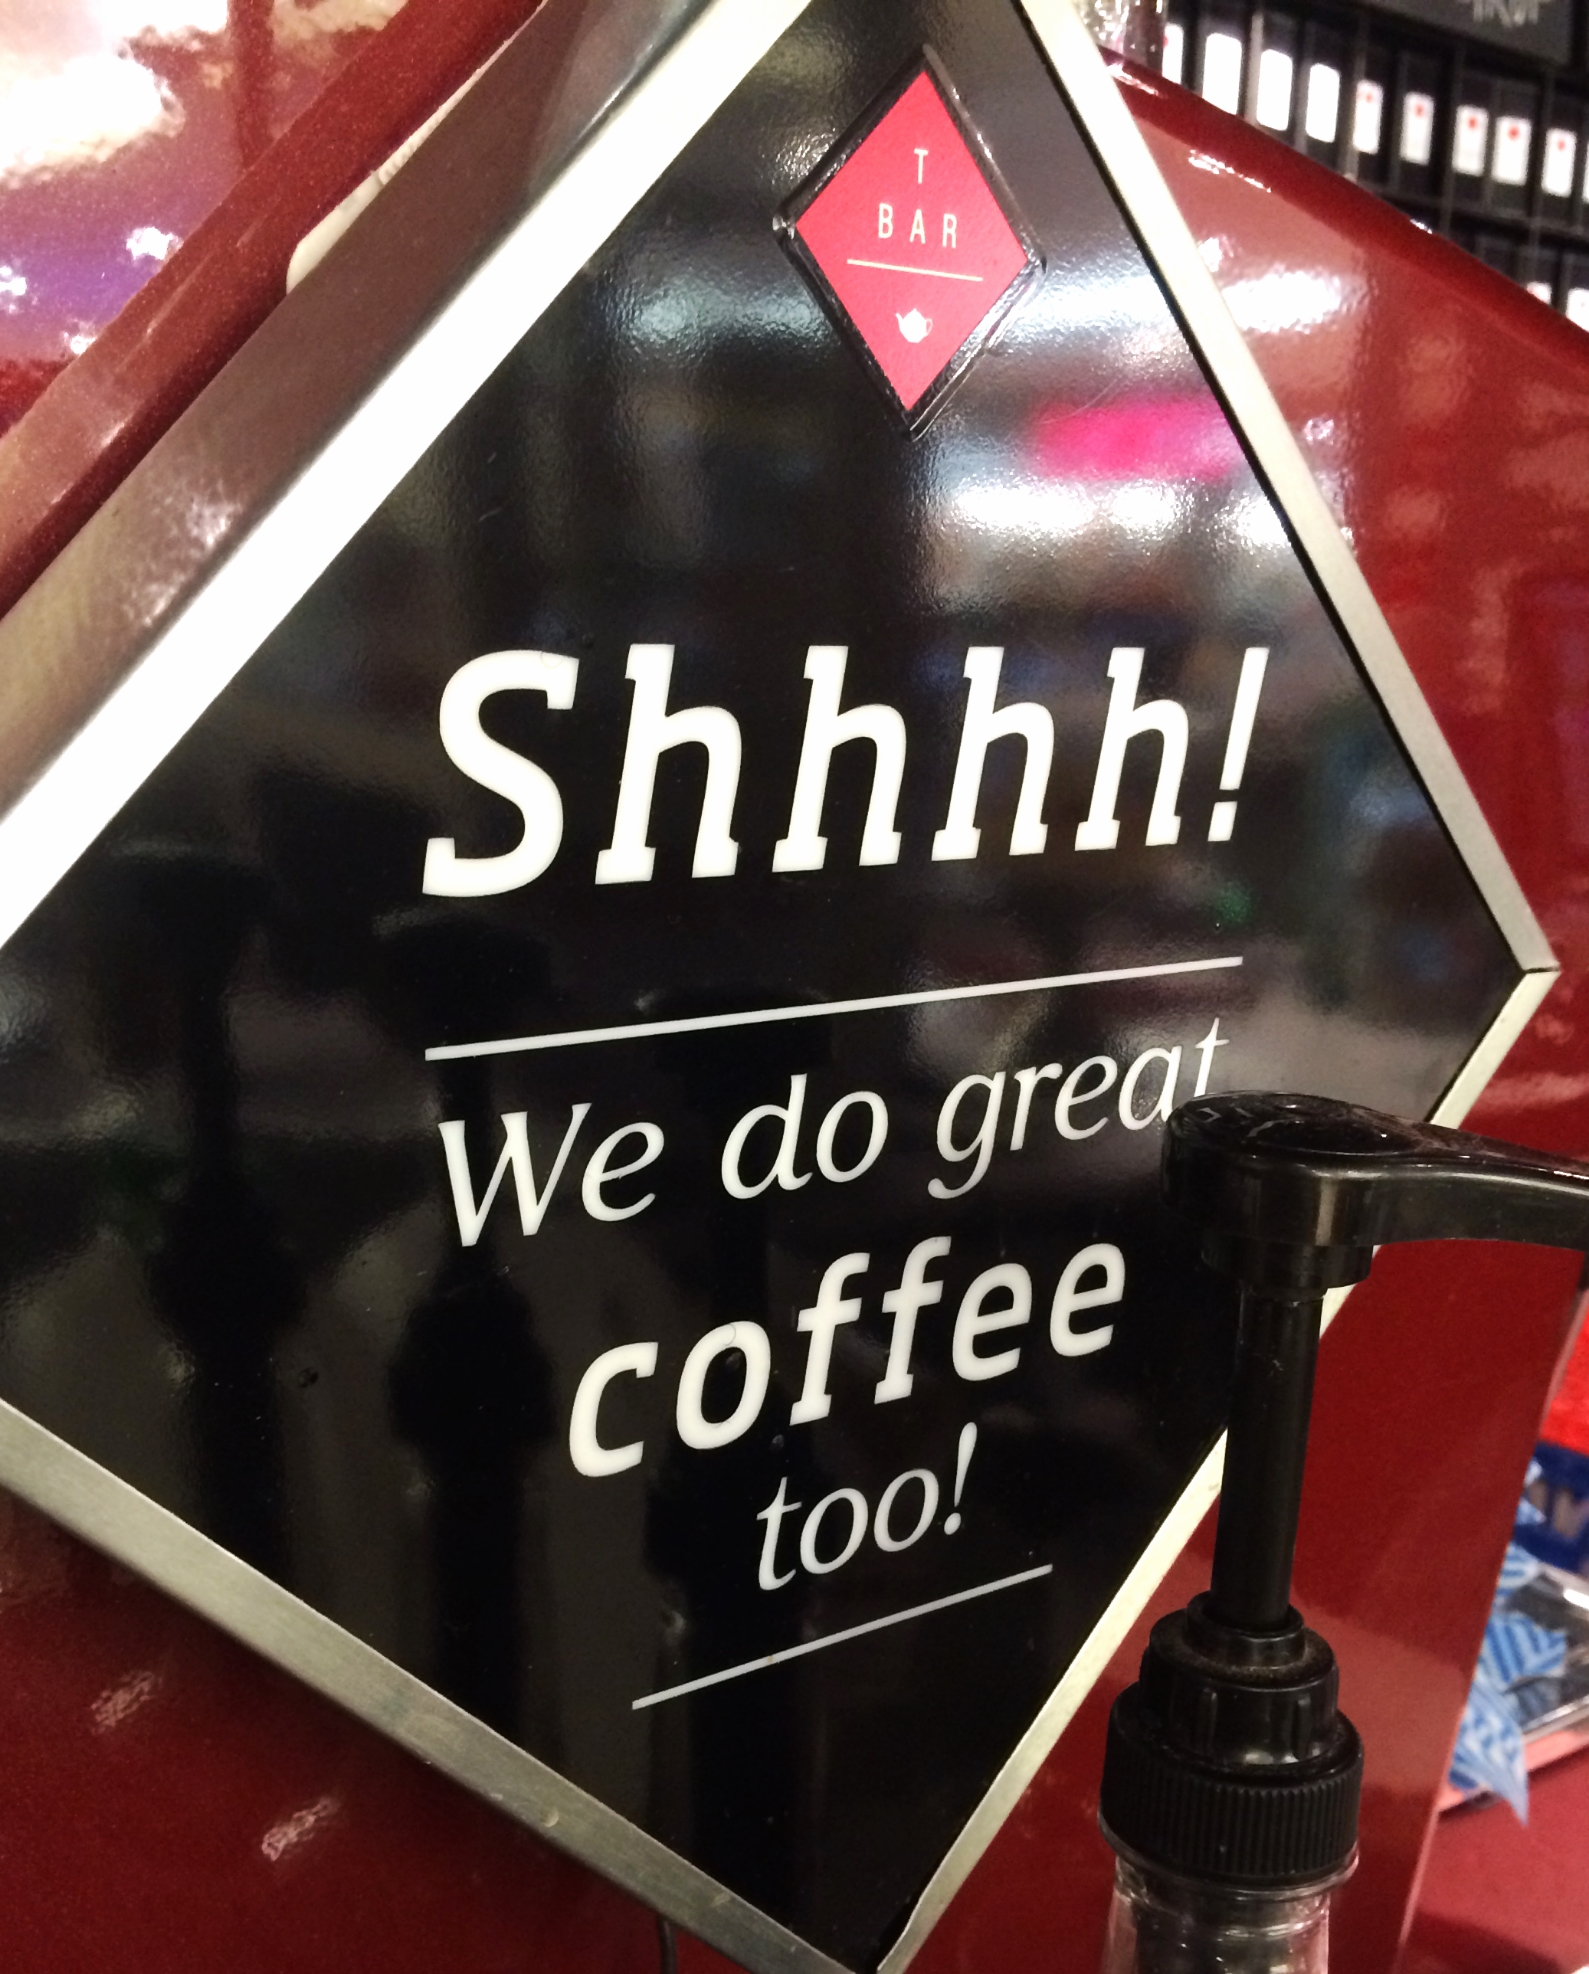 T
BAR
Shhhh!
We do great
coffee
too!